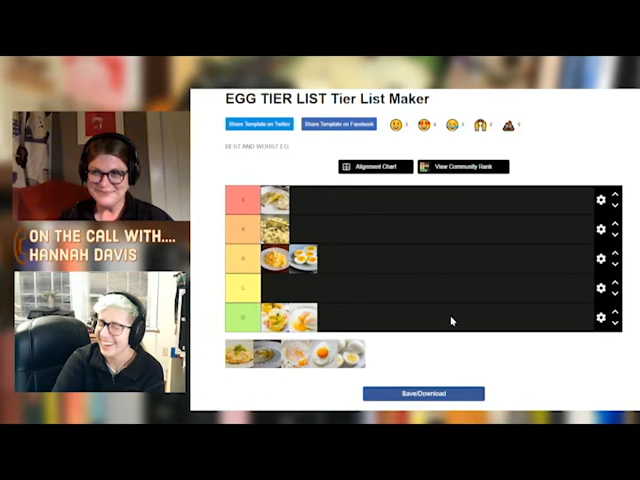 EGG TIER LIST Tier List Maker
Share Template on Twitter
Share Template on Facebook
BEST AND WORST EG
Alignment Chart
View Community Rank
ON THE CALL WITH....
HANNAH DAVIS
A
B
C
D
Save/Download